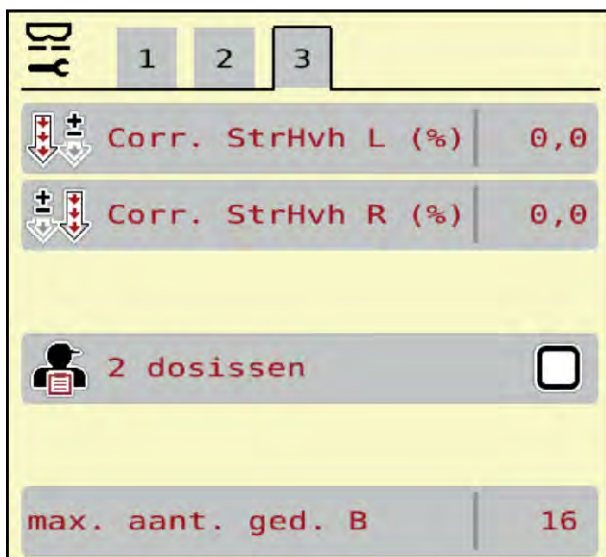 1 2 3
Corr. StrHvh L (%) 0,0
Corr. StrHvh R (%) 0,0
2 dosissen
max. aant. ged. B 16